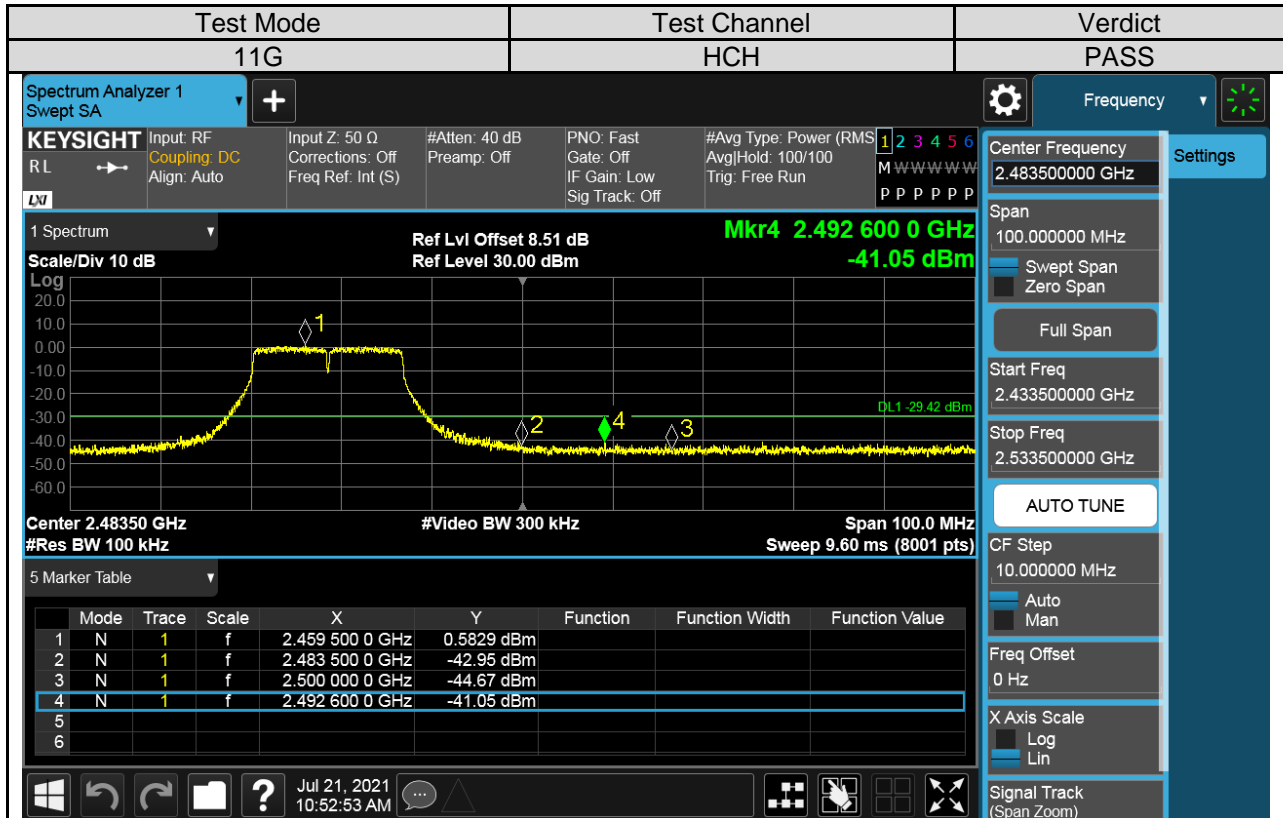 Test Mode Test Channel Verdict
11G HCH PASS
Spectrum Analyzer 1
Swept SA
+
Frequency
KEYSIGHT Input: RF Input Z: 50 Ω #Atten: 40 dB PNO: Fast #Avg Type: Power (RMS 1 2 3 4 5 6
RL Coupling: DC Corrections: Off Preamp: Off Gate: Off Avg|Hold: 100/100 M W W W W W
Align: Auto Freq Ref: Int (S) IF Gain: Low Trig: Free Run
LXI Sig Track: Off P P P P P P
1 Spectrum Ref Lvl Offset 8.51 dB Mkr4 2.492 600 0 GHz
Scale/Div 10 dB Ref Level 30.00 dBm -41.05 dBm
Log
20.0
10.0
0.00
-10.0
-20.0
-30.0
-40.0
-50.0
-60.0
1
2
4
3
DL1 -29.42 dBm
Center 2.48350 GHz #Video BW 300 kHz Span 100.0 MHz
#Res BW 100 kHz Sweep 9.60 ms (8001 pts)
5 Marker Table
Mode Trace Scale X Y Function Function Width Function Value
1 N 1 f 2.459 500 0 GHz 0.5829 dBm
2 N 1 f 2.483 500 0 GHz -42.95 dBm
3 N 1 f 2.500 000 0 GHz -44.67 dBm
4 N 1 f 2.492 600 0 GHz -41.05 dBm
5
6
?
Jul 21, 2021
10:52:53 AM
Center Frequency
2.483500000 GHz
Settings
Span
100.000000 MHz
Swept Span
Zero Span
Full Span
Start Freq
2.433500000 GHz
Stop Freq
2.533500000 GHz
AUTO TUNE
CF Step
10.000000 MHz
Auto
Man
Freq Offset
0 Hz
X Axis Scale
Log
Lin
Signal Track
(Span Zoom)